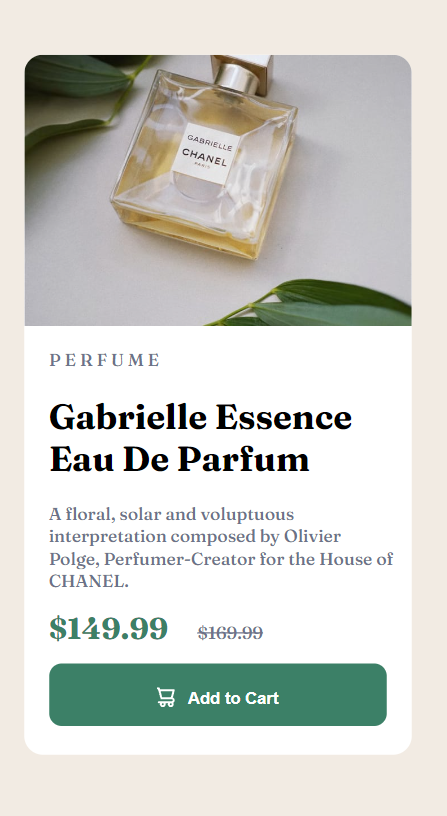 GABRIELLE
CHANEL
PARIS
PERFUME
Gabrielle Essence
Eau De Parfum
A floral, solar and voluptuous
interpretation composed by Olivier
Polge, Perfumer-Creator for the House of
CHANEL.
$149.99 $169.99
Add to Cart